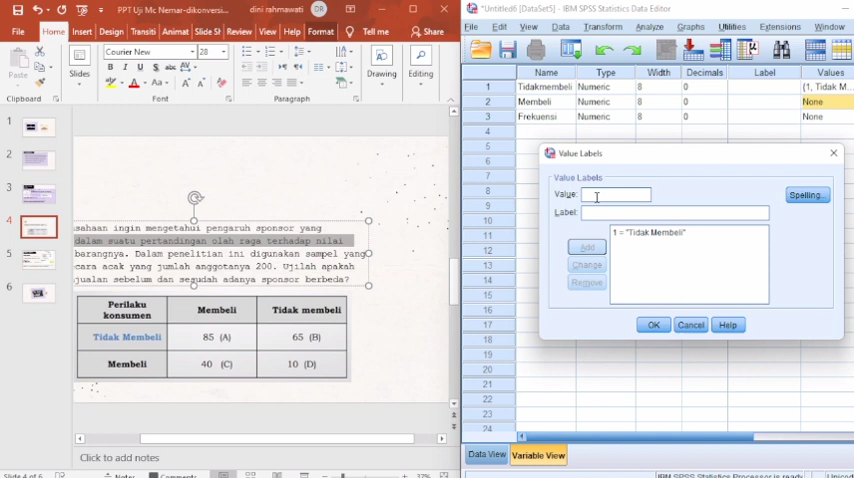 PPT Uji Mc Nemar-dikonversi...
dini rahmawati
DR
File
Home
Insert
Design
Transiti
Animat
Slide Sl
Review
View
Help
Format
Tell me
Share
Paste
Clipboard
Slides
Courier New
28
B
I
U
S
abc
AV
Aa
Font
Paragraph
Drawing
Editing
1
2
3
4
5
6
sahaan ingin mengetahui pengaruh sponsor yang
dalam suatu pertandingan olah raga terhadap nilai
barangnya. Dalam penelitian ini digunakan sampel yang
cara acak yang jumlah anggotanya 200. Ujilah apakah
jualan sebelum dan sesudah adanya sponsor berbeda?
Perilaku konsumen
Membeli
Tidak membeli
Tidak Membeli
85 (A)
65 (B)
Membeli
40 (C)
10 (D)
Click to add notes
Slide 4 of 6
Notes
Comments
37%
*Untitled6 [DataSet5] - IBM SPSS Statistics Data Editor
File
Edit
View
Data
Transform
Analyze
Graphs
Utilities
Extensions
Window
Name
Type
Width
Decimals
Label
Values
1
Tidakmembeli
Numeric
8
0
{1, Tidak M...
2
Membeli
Numeric
8
0
None
3
Frekuensi
Numeric
8
0
None
4
5
6
7
8
9
10
11
12
13
14
15
16
17
18
19
20
21
22
23
24
Value Labels
Value Labels
Value:
Spelling...
Label:
Add
Change
Remove
1 = "Tidak Membeli"
OK
Cancel
Help
Data View
Variable View
IBM SPSS Statistics Processor is ready
Unicod